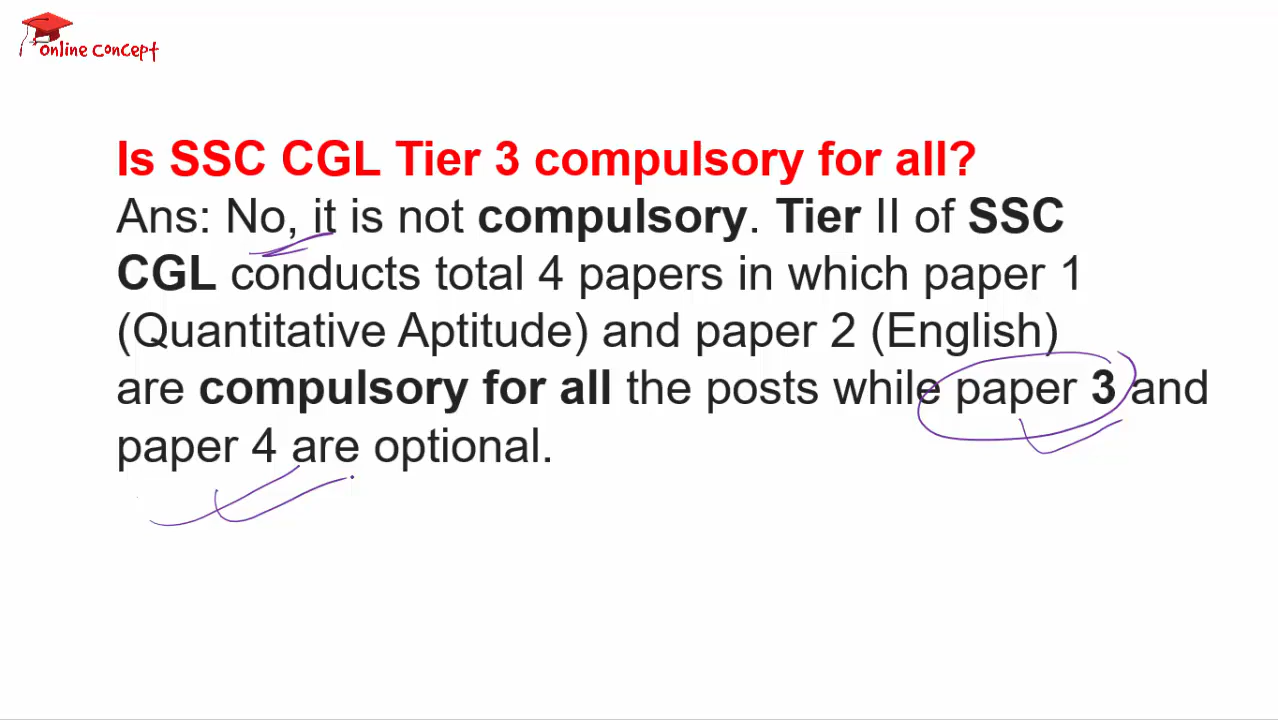 online concept
Is SSC CGL Tier 3 compulsory for all?
Ans: No, it is not compulsory. Tier II of SSC
CGL conducts total 4 papers in which paper 1
(Quantitative Aptitude) and paper 2 (English)
are compulsory for all the posts while paper 3 and
paper 4 are optional.